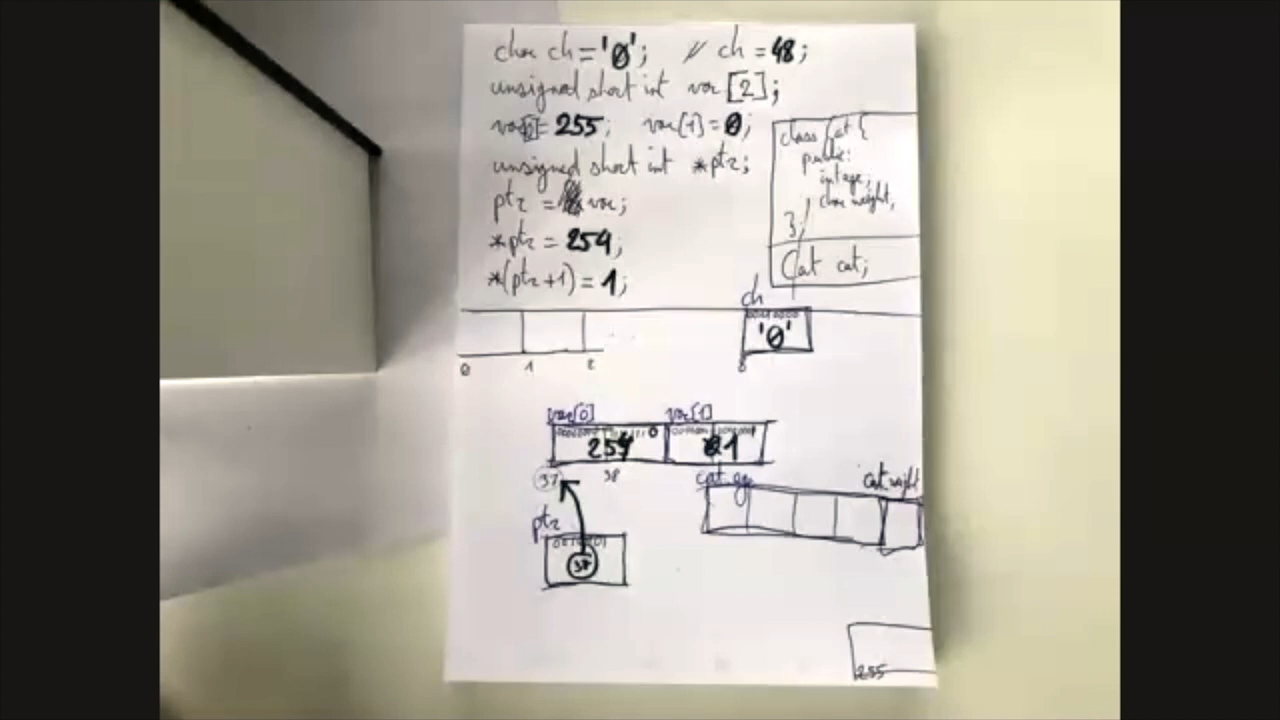 char ch = '0'; // ch = 48;
unsigned short int var [2];
var[0] = 255; var[1] = 0;
unsigned short int *ptr;
ptr = var;
*ptr = 254;
*(ptr+1) = 1;
class Cat {
public:
int age;
char weight;
};
Cat cat;
ch
'0'
0 1 2
8
var[0] var[1]
254 1
37 38
cat.age cat.weight
ptr
37
255